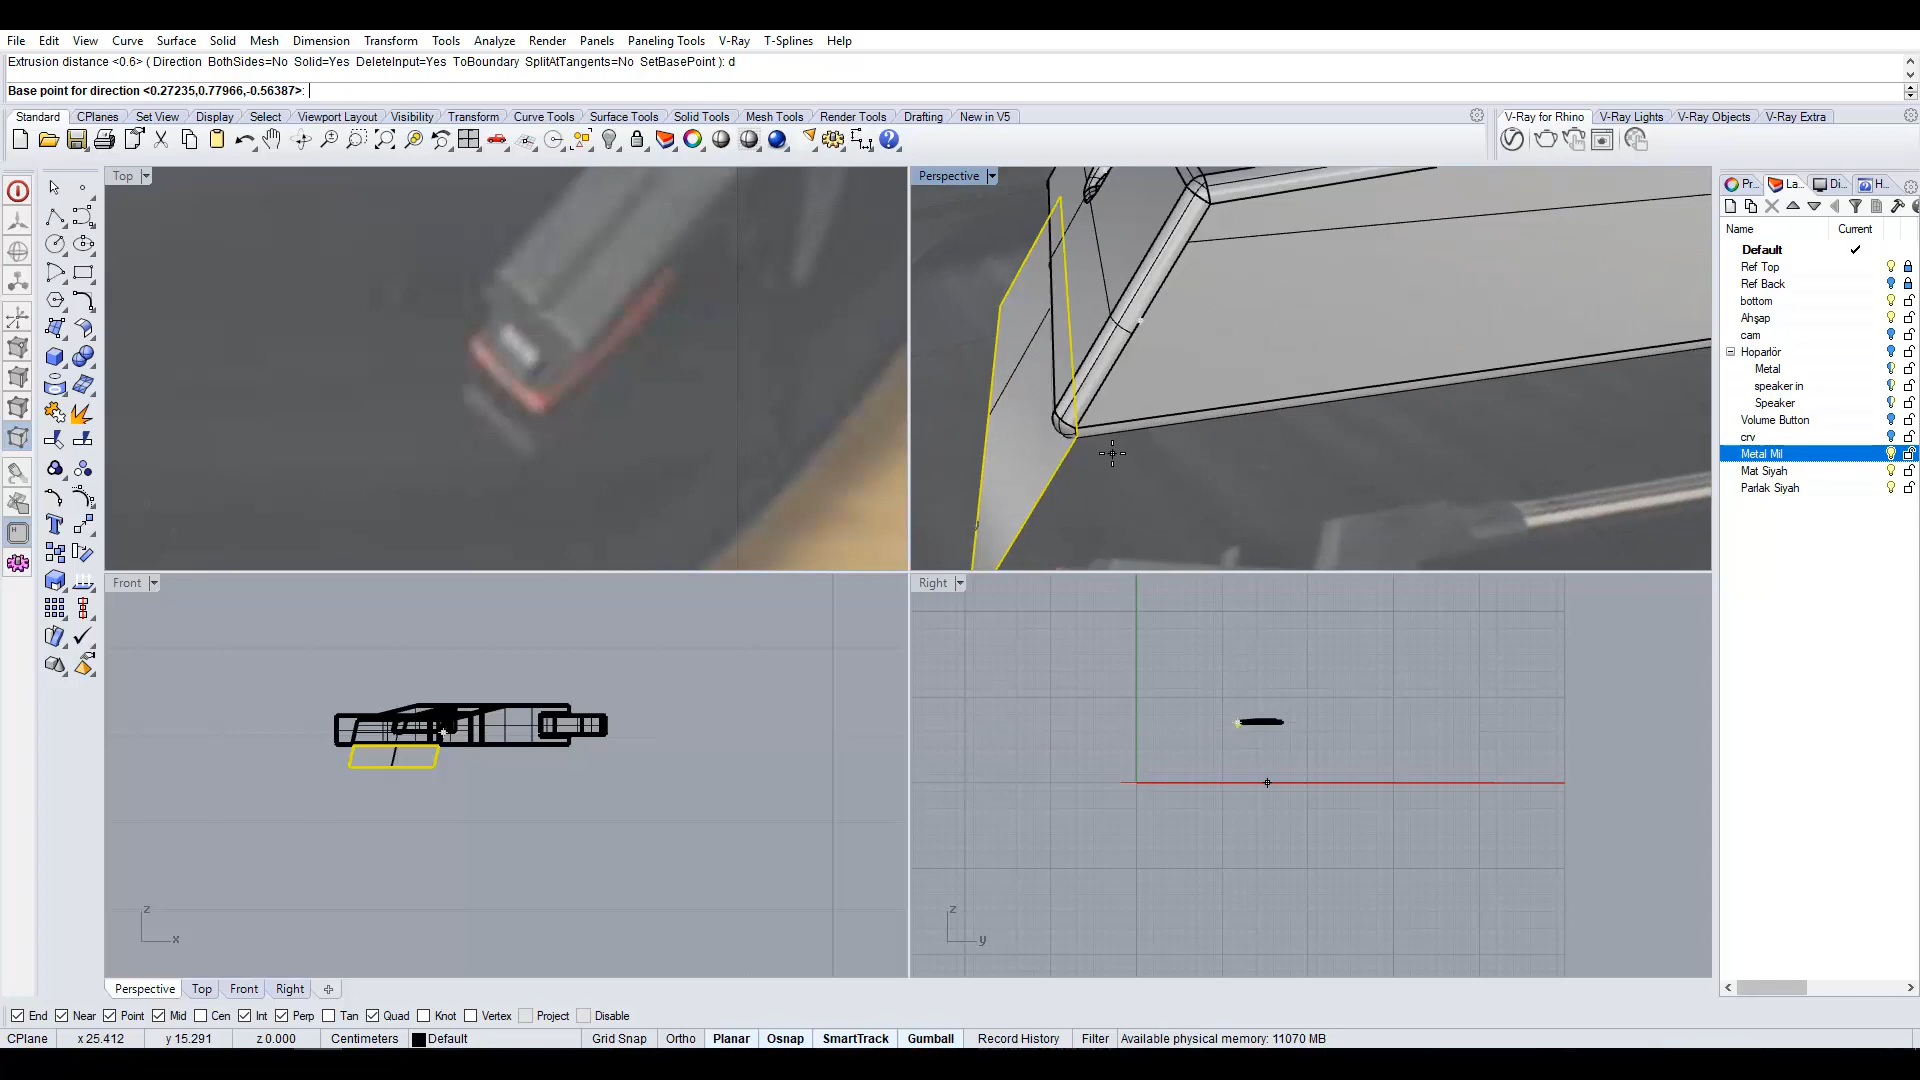 File Edit View Curve Surface Solid Mesh Dimension Transform Tools Analyze Render Panels Paneling Tools V-Ray T-Splines Help
Extrusion distance <0.6> ( Direction BothSides=No Solid=Yes DeleteInput=Yes ToBoundary SplitAtTangents=No SetBasePoint ): d
Base point for direction <0.27235,0.77966,-0.56387>:
Standard CPlanes Set View Display Select Viewport Layout Visibility Transform Curve Tools Surface Tools Solid Tools Mesh Tools Render Tools Drafting New in V5
V-Ray for Rhino V-Ray Lights V-Ray Objects V-Ray Extra
Top
Perspective
Pr... La... Di... H...
Name Current
Default
Ref Top
Ref Back
bottom
Ahşap
cam
Hoparlör
Metal
speaker in
Speaker
Volume Button
crv
Metal Mil
Mat Siyah
Parlak Siyah
Front
z
x
Right
z
y
Perspective Top Front Right
End Near Point Mid Cen Int Perp Tan Quad Knot Vertex Project Disable
CPlane x 25.412 y 15.291 z 0.000 Centimeters Default Grid Snap Ortho Planar Osnap SmartTrack Gumball Record History Filter Available physical memory: 11070 MB